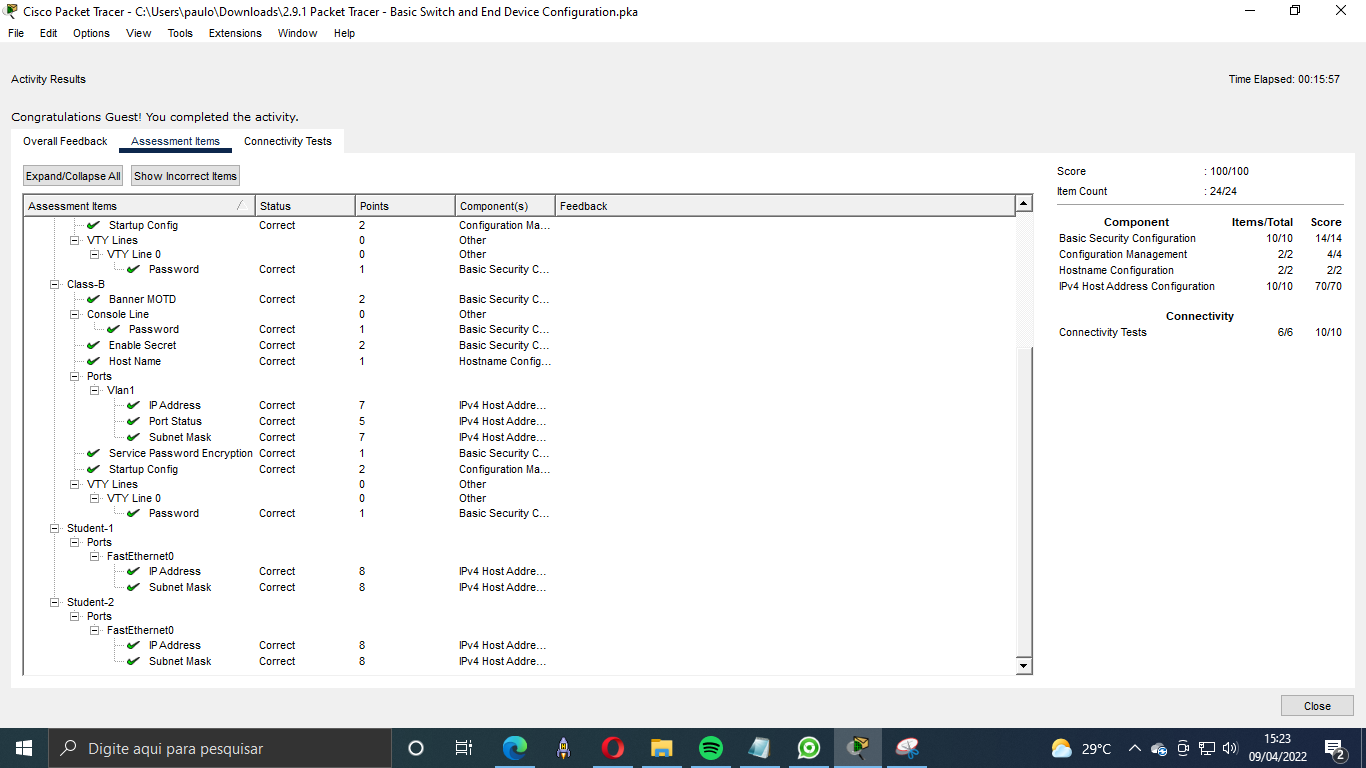 Cisco Packet Tracer - C:\Users\paulo\Downloads\2.9.1 Packet Tracer - Basic Switch and End Device Configuration.pka
File Edit Options View Tools Extensions Window Help
Activity Results Time Elapsed: 00:15:57
Congratulations Guest! You completed the activity.
Overall Feedback Assessment Items Connectivity Tests
Expand/Collapse All Show Incorrect Items
Assessment Items Status Points Component(s) Feedback
Startup Config Correct 2 Configuration Ma...
VTY Lines 0 Other
VTY Line 0 0 Other
Password Correct 1 Basic Security C...
Class-B
Banner MOTD Correct 2 Basic Security C...
Console Line 0 Other
Password Correct 1 Basic Security C...
Enable Secret Correct 2 Basic Security C...
Host Name Correct 1 Hostname Config...
Ports
Vlan1
IP Address Correct 7 IPv4 Host Addre...
Port Status Correct 5 IPv4 Host Addre...
Subnet Mask Correct 7 IPv4 Host Addre...
Service Password Encryption Correct 1 Basic Security C...
Startup Config Correct 2 Configuration Ma...
VTY Lines 0 Other
VTY Line 0 0 Other
Password Correct 1 Basic Security C...
Student-1
Ports
FastEthernet0
IP Address Correct 8 IPv4 Host Addre...
Subnet Mask Correct 8 IPv4 Host Addre...
Student-2
Ports
FastEthernet0
IP Address Correct 8 IPv4 Host Addre...
Subnet Mask Correct 8 IPv4 Host Addre...
Score : 100/100
Item Count : 24/24
Component Items/Total Score
Basic Security Configuration 10/10 14/14
Configuration Management 2/2 4/4
Hostname Configuration 2/2 2/2
IPv4 Host Address Configuration 10/10 70/70
Connectivity
Connectivity Tests 6/6 10/10
Close
Digite aqui para pesquisar
29°C
15:23
09/04/2022
2